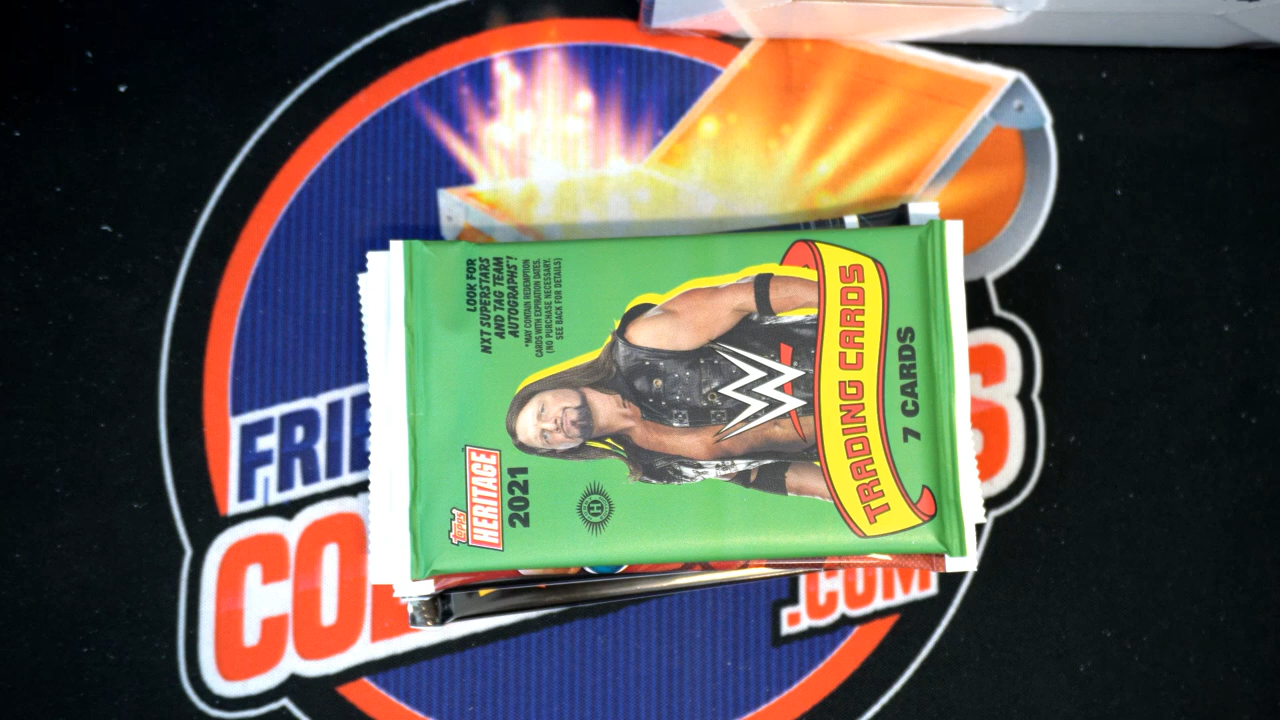 LOOK FOR
NXT SUPERSTARS
AND TAG TEAM
AUTOGRAPHS*!
*MAY CONTAIN REDEMPTION
CARDS WITH EXPIRATION DATES.
(NO PURCHASE NECESSARY.
SEE BACK FOR DETAILS)
TOPPS
HERITAGE
2021
H
W
TRADING CARDS
7 CARDS
FRIE
S
CO
.COM